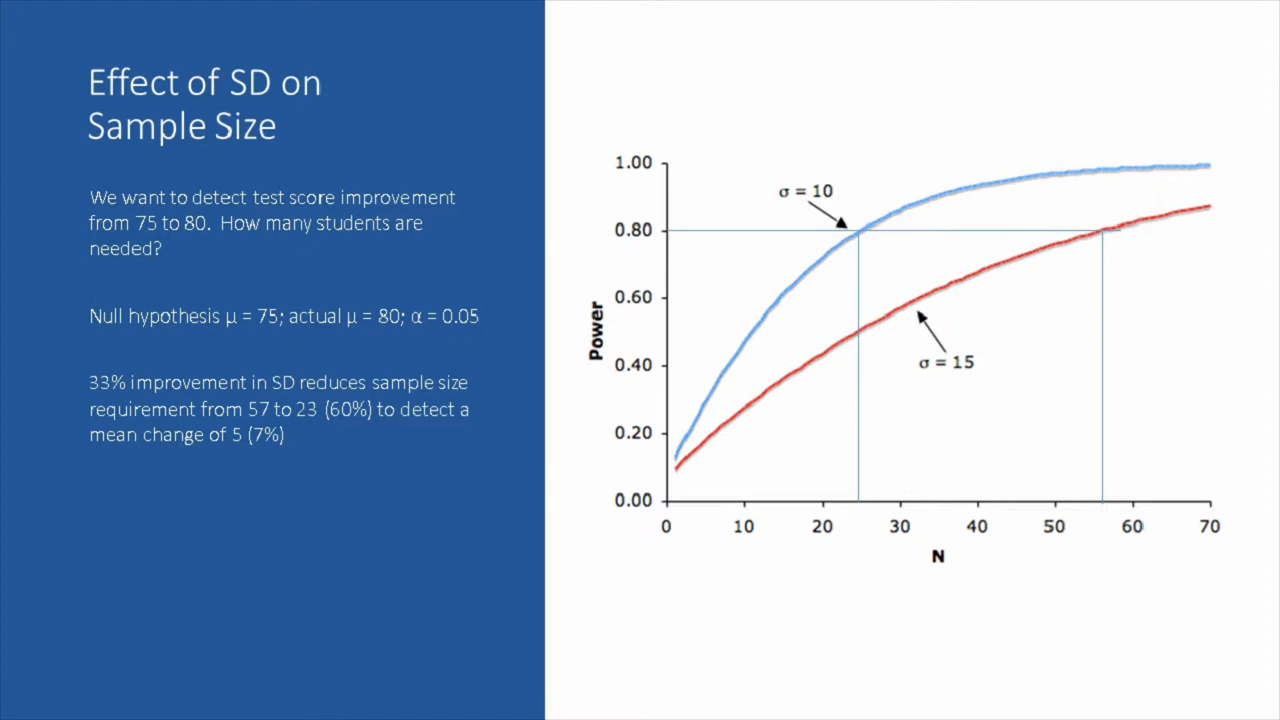 Effect of SD on
Sample Size
We want to detect test score improvement
from 75 to 80. How many students are
needed?
Null hypothesis μ = 75; actual μ = 80; α = 0.05
33% improvement in SD reduces sample size
requirement from 57 to 23 (60%) to detect a
mean change of 5 (7%)
1.00
0.80
0.60
0.40
0.20
0.00
Power
σ = 10
σ = 15
0 10 20 30 40 50 60 70
N